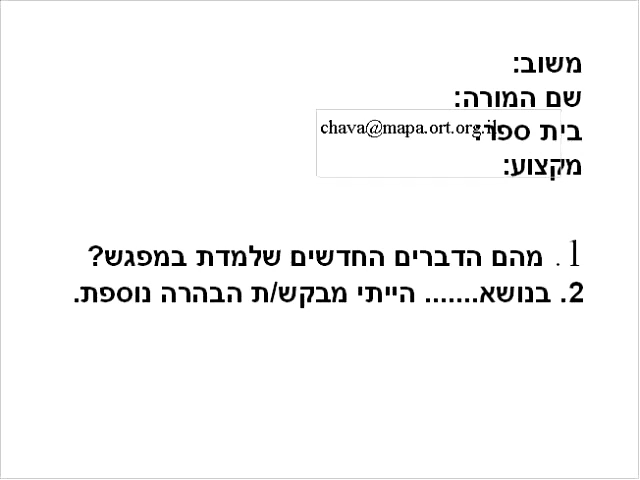 משוב:
שם המורה:
בית ספר:
chava@mapa.ort.org.il
מקצוע:
1. מהם הדברים החדשים שלמדת במפגש?
2. בנושא....... הייתי מבקש/ת הבהרה נוספת.